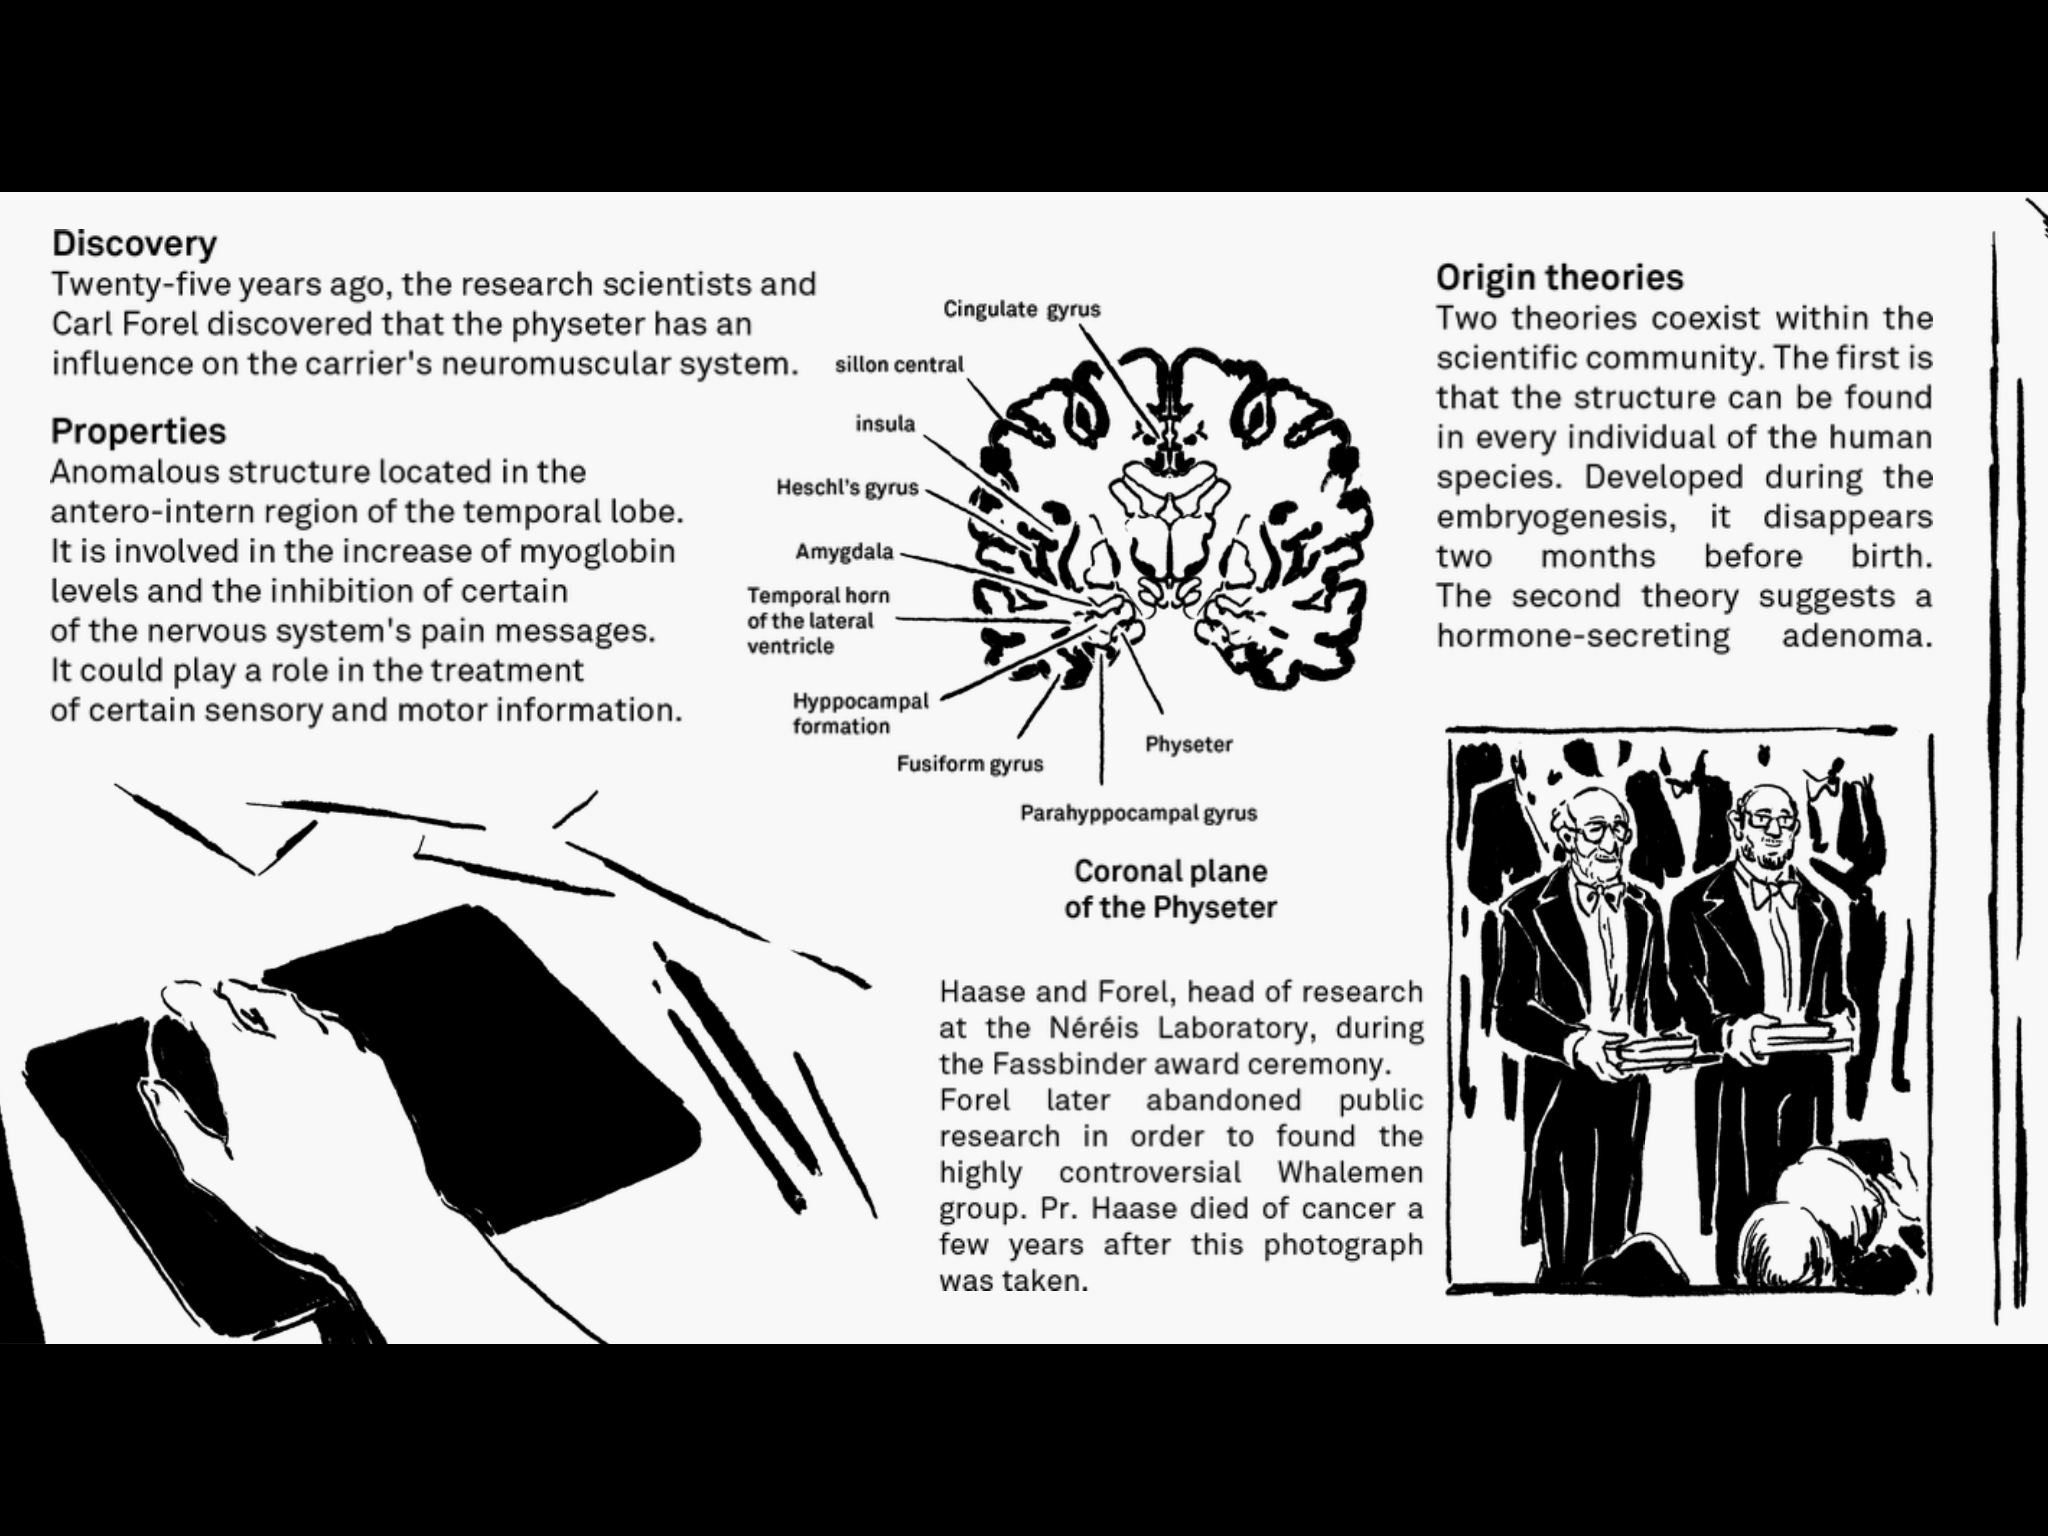 Discovery
Twenty-five years ago, the research scientists and
Carl Forel discovered that the physeter has an
influence on the carrier's neuromuscular system.
Properties
Anomalous structure located in the
antero-intern region of the temporal lobe.
It is involved in the increase of myoglobin
levels and the inhibition of certain
of the nervous system's pain messages.
It could play a role in the treatment
of certain sensory and motor information.
Cingulate gyrus
sillon central
insula
Heschl's gyrus
Amygdala
Temporal horn
of the lateral
ventricle
Hyppocampal
formation
Fusiform gyrus
Physeter
Parahyppocampal gyrus
Coronal plane
of the Physeter
Haase and Forel, head of research
at the Néréis Laboratory, during
the Fassbinder award ceremony.
Forel later abandoned public
research in order to found the
highly controversial Whalemen
group. Pr. Haase died of cancer a
few years after this photograph
was taken.
Origin theories
Two theories coexist within the
scientific community. The first is
that the structure can be found
in every individual of the human
species. Developed during the
embryogenesis, it disappears
two months before birth.
The second theory suggests a
hormone-secreting adenoma.